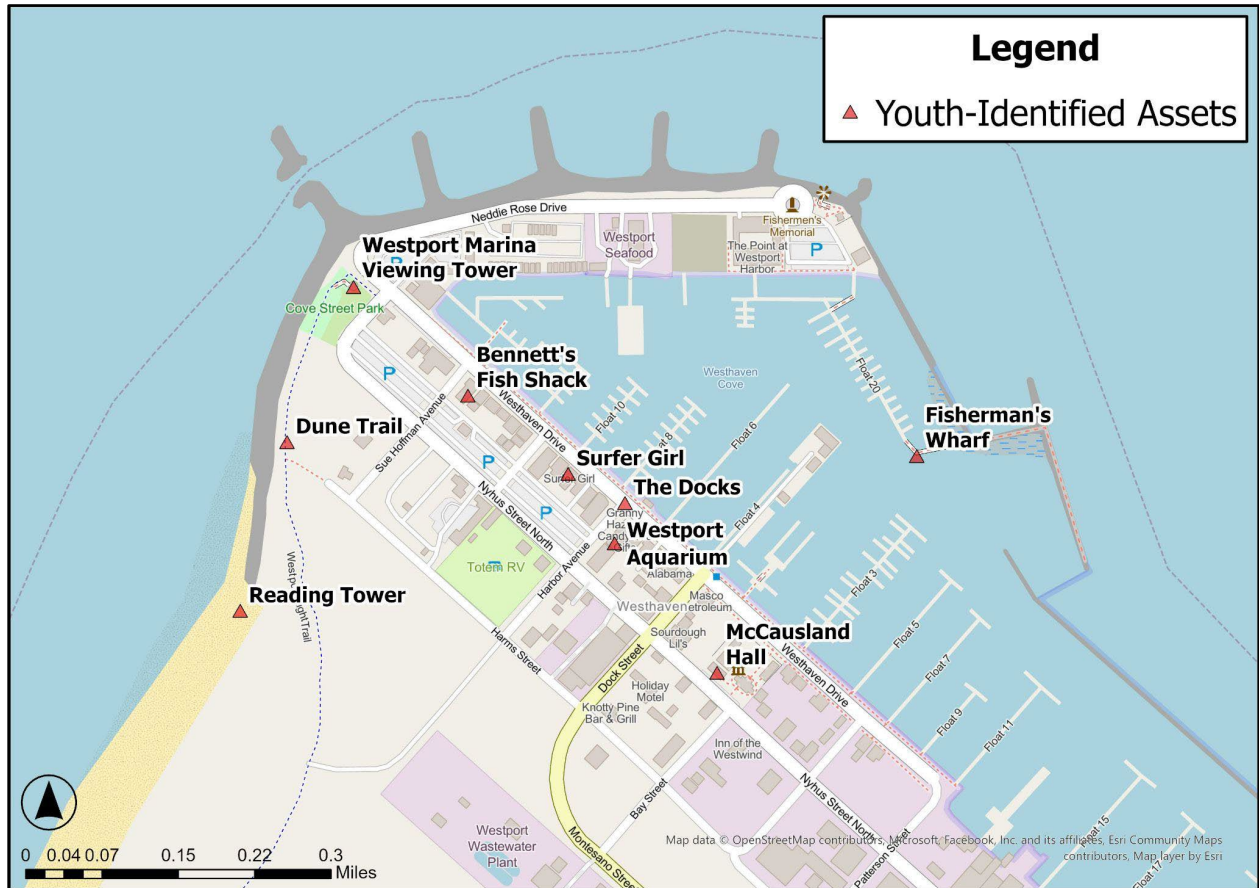 Legend
Youth-Identified Assets
Neddie Rose Drive
Fishermen's
Memorial
Westport
Seafood
The Point at
Westport
Harbor
P
P
Westport Marina
Viewing Tower
Cove Street Park
P
Bennett's
Fish Shack
Westhaven
Cove
Float 20
Westhaven Drive
Float 10
Float 8
Float 6
Fisherman's
Wharf
Dune Trail
Sue Hoffman Avenue
P
Surfer Girl
Surfer Girl
The Docks
Nyhus Street North
P
Granny
Westport
Aquarium
Float 4
Alabama
Totem RV
Harbor Avenue
Float 3
Masco
Westhaven
Reading Tower
Sourdough
Lil's
McCausland
Hall
Float 5
Harms Street
Westhaven Drive
Float 7
Dock Street
Holiday
Motel
Knotty Pine
Bar & Grill
Float 9
Float 11
Inn of the
Westwind
Nyhus Street North
Bay Street
Float 15
Westport
Wastewater
Plant
Montesano Street
Patterson Street
Float 17
Map data © OpenStreetMap contributors, Microsoft, Facebook, Inc. and its affiliates, Esri Community Maps
contributors, Map layer by Esri
0 0.04 0.07 0.15 0.22 0.3
Miles